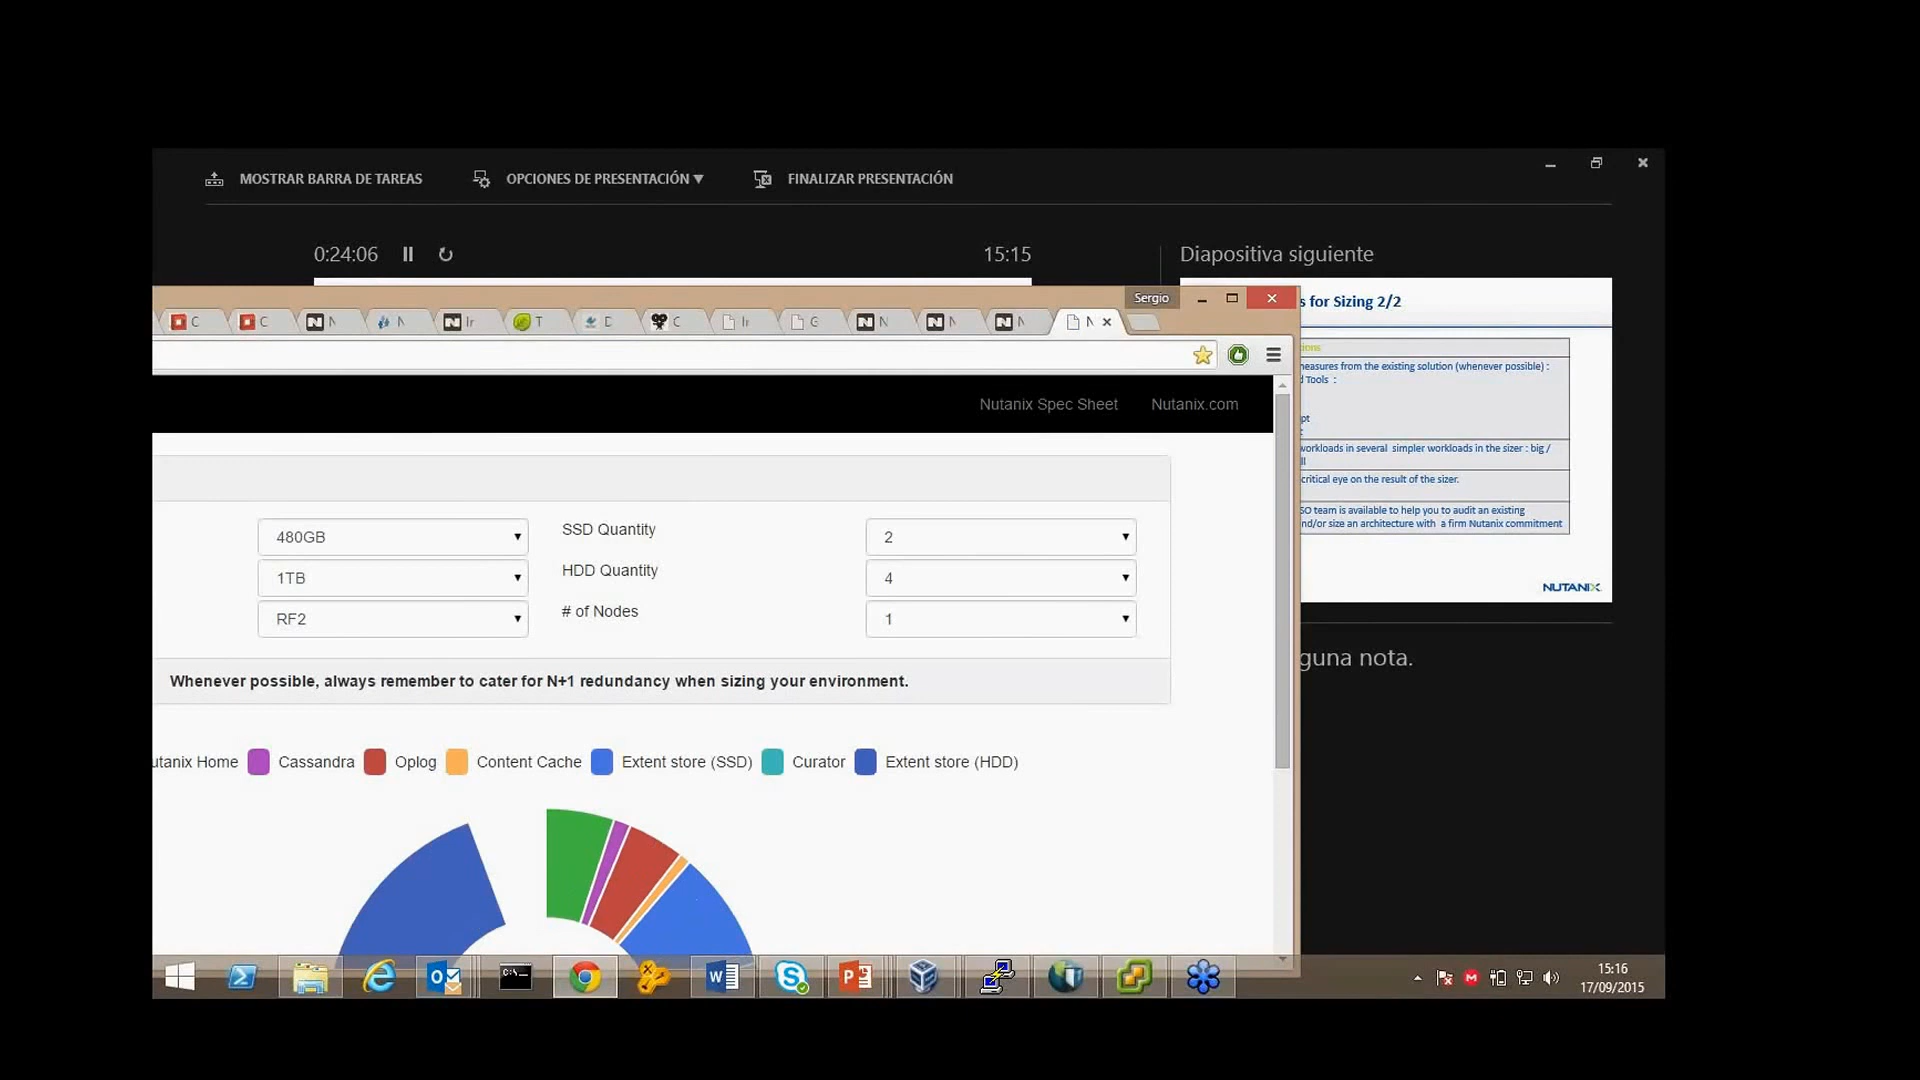 MOSTRAR BARRA DE TAREAS
OPCIONES DE PRESENTACIÓN ▼
FINALIZAR PRESENTACIÓN
0:24:06
15:15
Diapositiva siguiente
Sergio
C
C
N
N
Ir
T
D
C
Ir
G
N
N
N
N
s for Sizing 2/2
ions
measures from the existing solution (whenever possible) :
d Tools :
pt
workloads in several simpler workloads in the sizer : big /
ll
critical eye on the result of the sizer.
SO team is available to help you to audit an existing
nd/or size an architecture with a firm Nutanix commitment
NUTANIX
guna nota.
Nutanix Spec Sheet
Nutanix.com
480GB
SSD Quantity
2
1TB
HDD Quantity
4
RF2
# of Nodes
1
Whenever possible, always remember to cater for N+1 redundancy when sizing your environment.
utanix Home
Cassandra
Oplog
Content Cache
Extent store (SSD)
Curator
Extent store (HDD)
15:16
17/09/2015